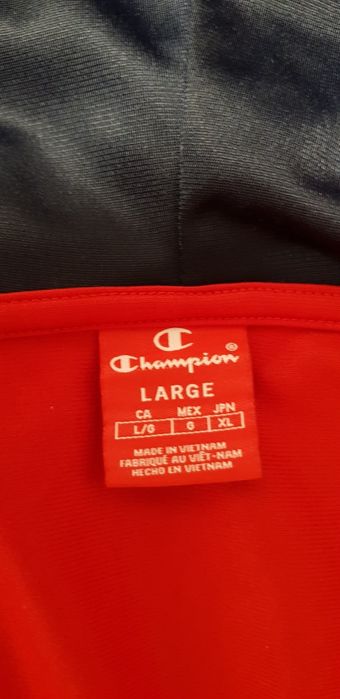 Champion®
LARGE
CA MEX JPN
L/G G XL
MADE IN VIETNAM
FABRIQUÉ AU VIÊT-NAM
HECHO EN VIETNAM